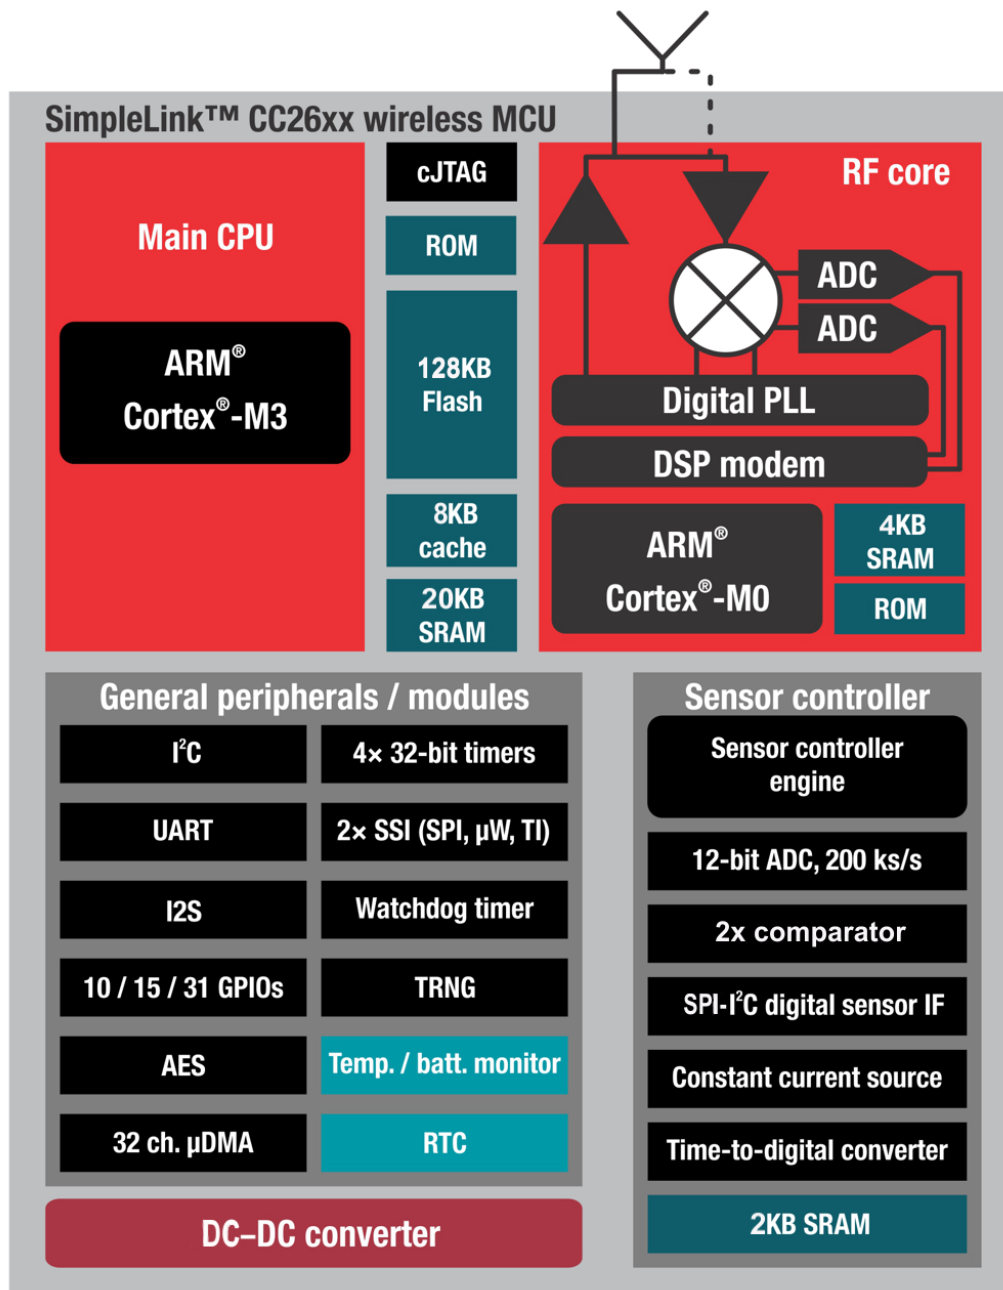 SimpleLink™ CC26xx wireless MCU
Main CPU
ARM®
Cortex®-M3
cJTAG
ROM
128KB
Flash
8KB
cache
20KB
SRAM
RF core
ADC
ADC
Digital PLL
DSP modem
ARM®
Cortex®-M0
4KB
SRAM
ROM
General peripherals / modules
I²C
4× 32-bit timers
UART
2× SSI (SPI, µW, TI)
I2S
Watchdog timer
10 / 15 / 31 GPIOs
TRNG
AES
Temp. / batt. monitor
32 ch. µDMA
RTC
DC–DC converter
Sensor controller
Sensor controller
engine
12-bit ADC, 200 ks/s
2x comparator
SPI-I²C digital sensor IF
Constant current source
Time-to-digital converter
2KB SRAM